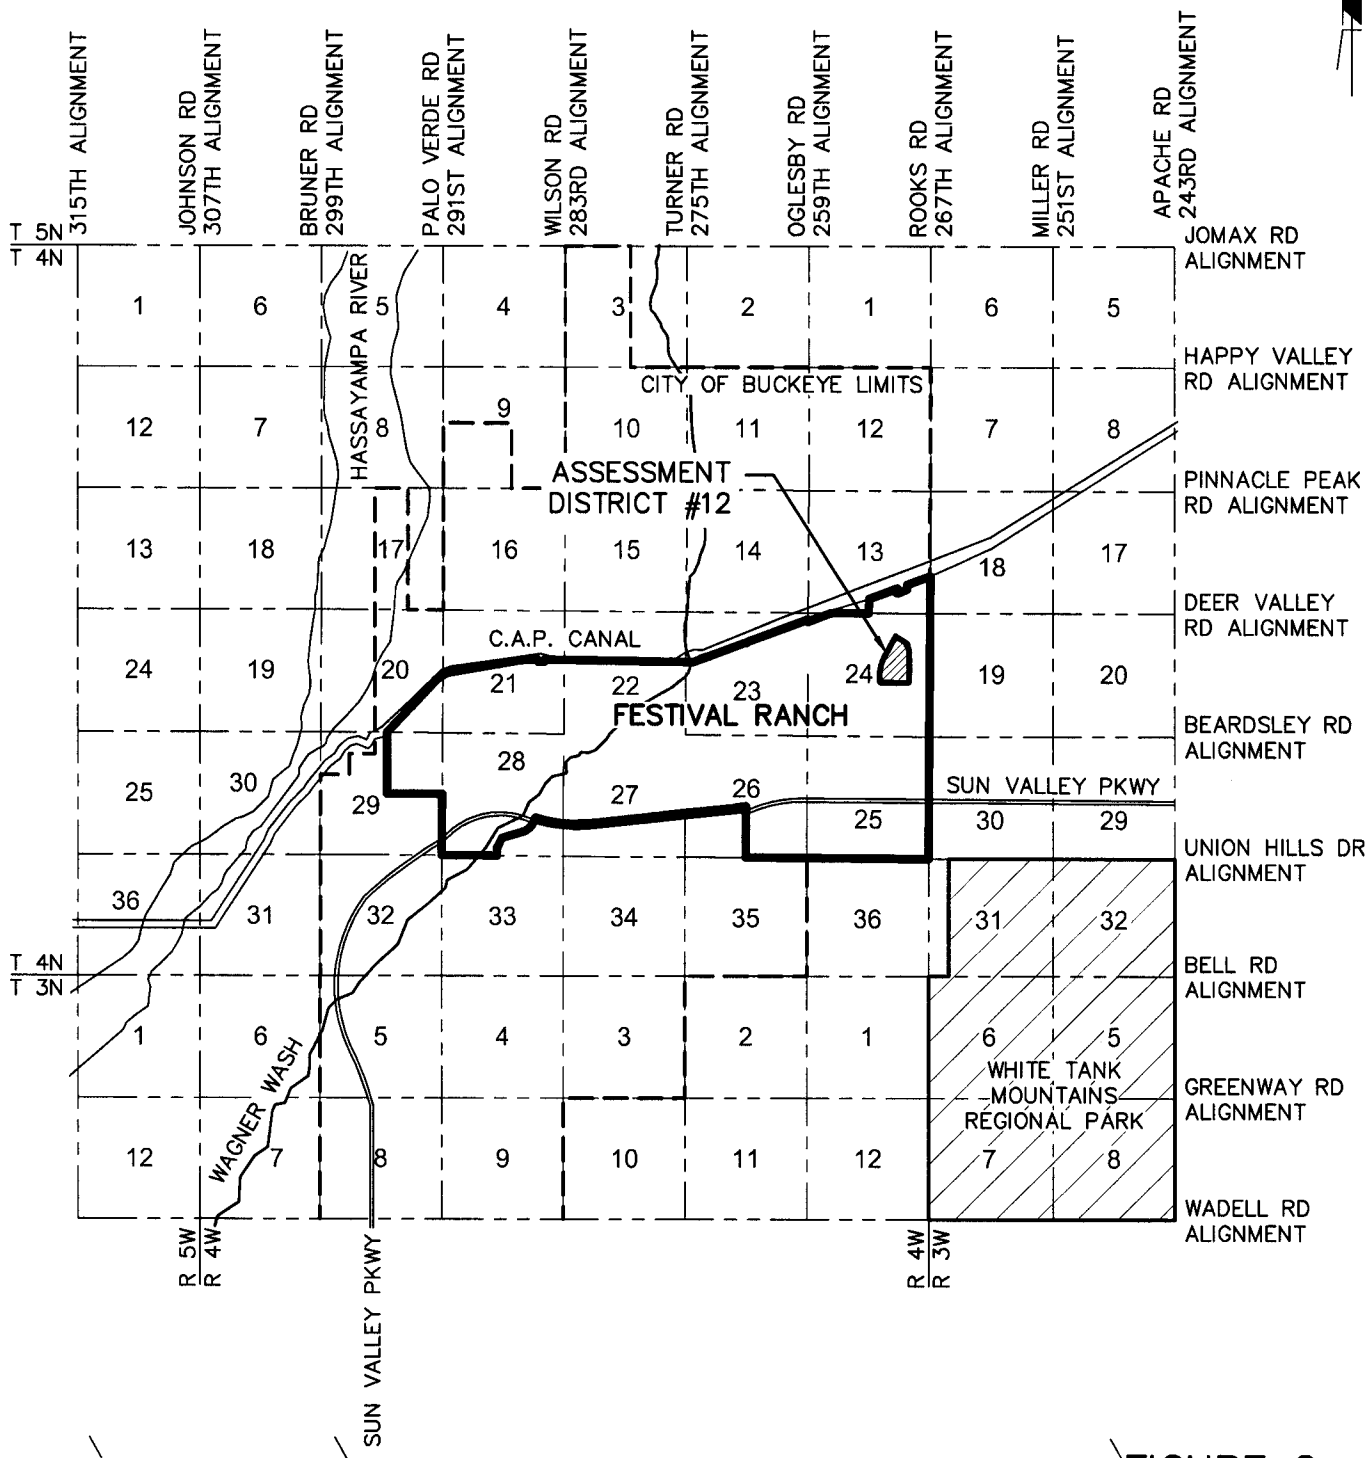 315TH ALIGNMENT
JOHNSON RD
307TH ALIGNMENT
BRUNER RD
299TH ALIGNMENT
PALO VERDE RD
291ST ALIGNMENT
WILSON RD
283RD ALIGNMENT
TURNER RD
275TH ALIGNMENT
OGLESBY RD
259TH ALIGNMENT
ROOKS RD
267TH ALIGNMENT
MILLER RD
251ST ALIGNMENT
APACHE RD
243RD ALIGNMENT
T 5N
T 4N
JOMAX RD
ALIGNMENT
1 6 5 4 3 2 1 6 5
HASSAYAMPA RIVER
HAPPY VALLEY
RD ALIGNMENT
CITY OF BUCKEYE LIMITS
12 7 8 9 10 11 12 7 8
ASSESSMENT
DISTRICT #12
PINNACLE PEAK
RD ALIGNMENT
13 18 17 16 15 14 13 18 17
DEER VALLEY
RD ALIGNMENT
C.A.P. CANAL
24 19 20 21 22 23 24 19 20
FESTIVAL RANCH
BEARDSLEY RD
ALIGNMENT
25 30 29 28 27 26 25 30 29
SUN VALLEY PKWY
UNION HILLS DR
ALIGNMENT
36 31 32 33 34 35 36 31 32
T 4N
T 3N
BELL RD
ALIGNMENT
1 6 5 4 3 2 1 6 5
WAGNER WASH
WHITE TANK
MOUNTAINS
REGIONAL PARK
GREENWAY RD
ALIGNMENT
12 7 8 9 10 11 12 7 8
WADELL RD
ALIGNMENT
R 5W
R 4W
SUN VALLEY PKWY
R 4W
R 3W